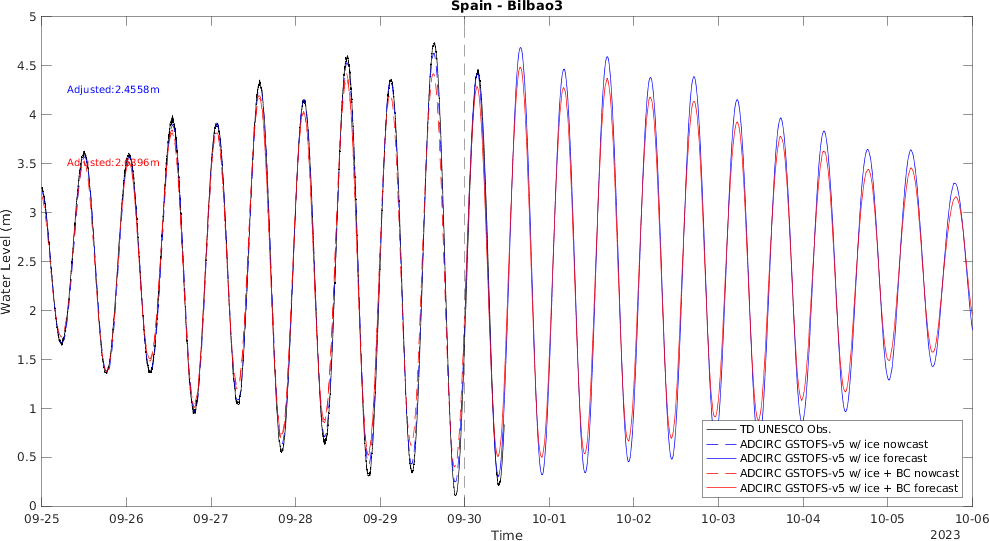 Spain - Bilbao3
5
4.5
4
3.5
3
2.5
2
1.5
1
0.5
0
Water Level (m)
Adjusted:2.4558m
TD UNESCO Obs.
ADCIRC GSTOFS-v5 w/ ice nowcast
ADCIRC GSTOFS-v5 w/ ice forecast
ADCIRC GSTOFS-v5 w/ ice + BC nowcast
ADCIRC GSTOFS-v5 w/ ice + BC forecast
09-25
09-26
09-27
09-28
09-29
09-30
10-01
10-02
10-03
10-04
10-05
10-06
Time
2023